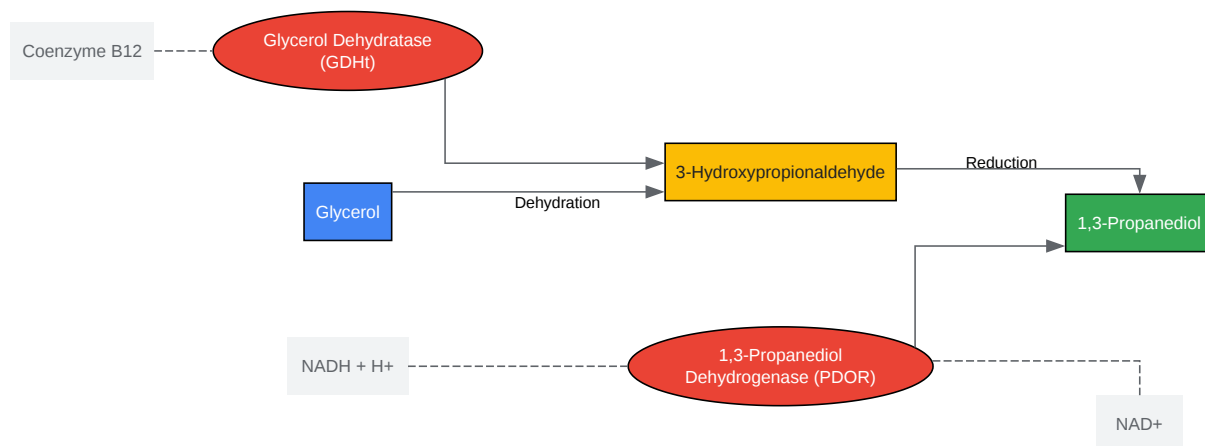 Glycerol Dehydratase
(GDHt)
Coenzyme B12
3-Hydroxypropionaldehyde
Reduction
Glycerol
Dehydration
1,3-Propanediol
NADH + H+
1,3-Propanediol
Dehydrogenase (PDOR)
NAD+